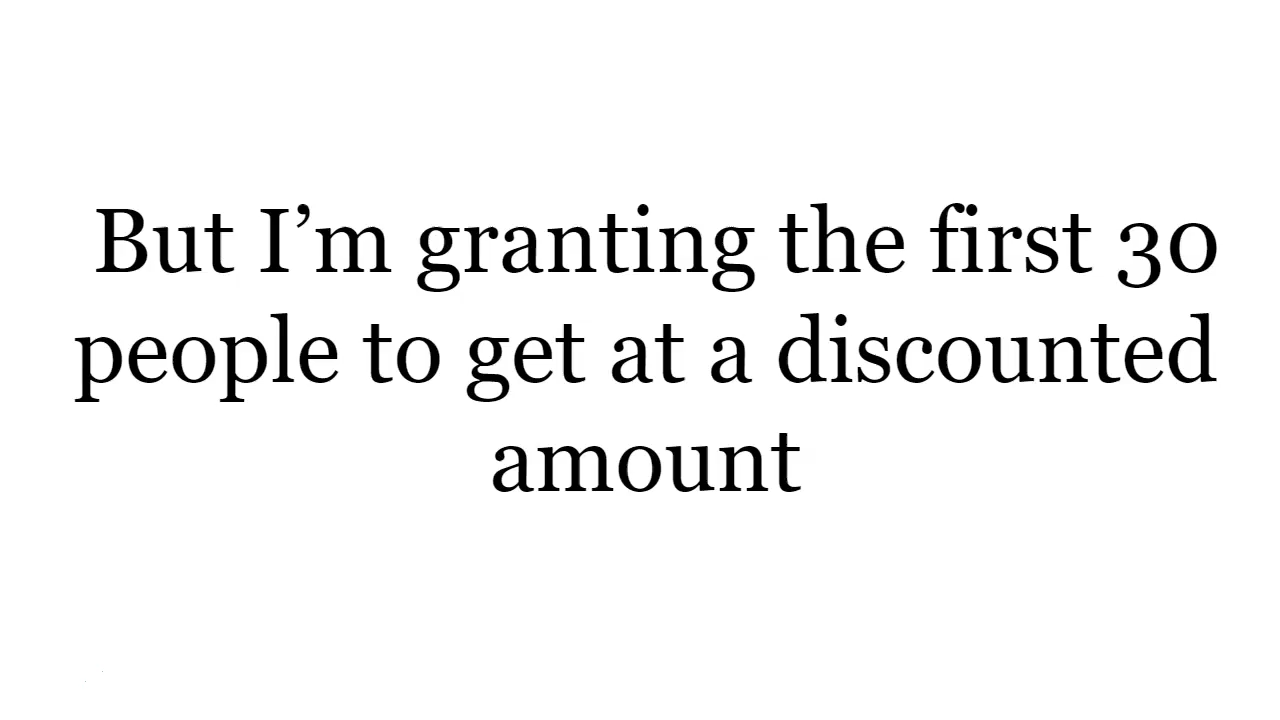 But I’m granting the first 30
people to get at a discounted
amount